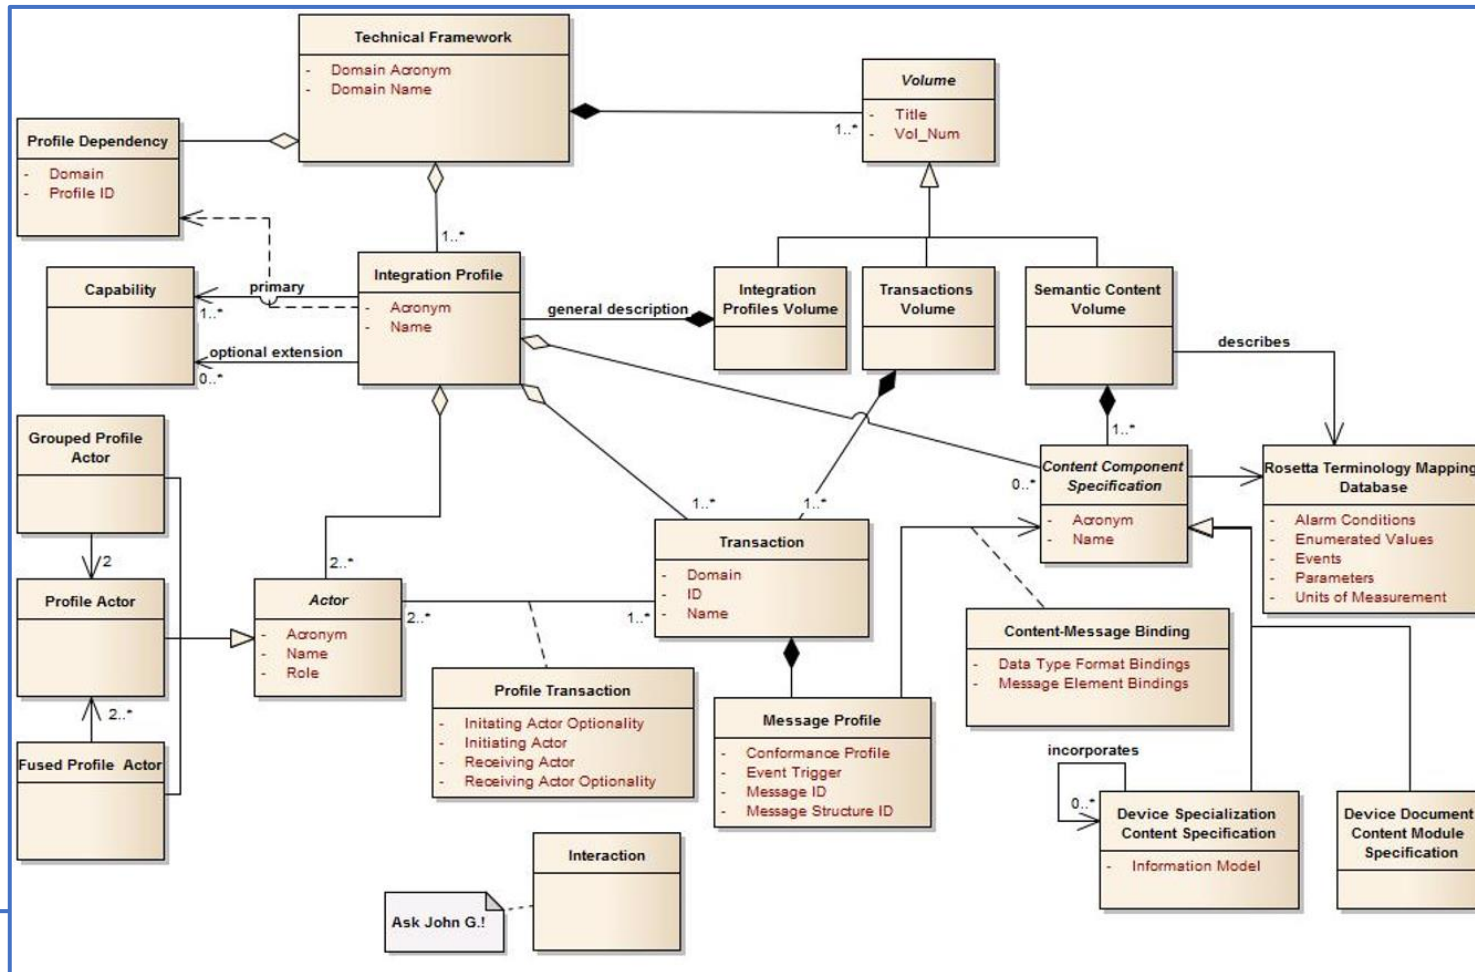 Technical Framework
- Domain Acronym
- Domain Name
Volume
- Title
- Vol_Num
1..*
Profile Dependency
- Domain
- Profile ID
1..*
Capability
primary
1..*
optional extension
0..*
Integration Profile
- Acronym
- Name
general description
Integration
Profiles Volume
Transactions
Volume
Semantic Content
Volume
describes
Grouped Profile
Actor
2
Profile Actor
2..*
Fused Profile Actor
2..*
Actor
- Acronym
- Name
- Role
2..*
1..*
1..*
1..*
Transaction
- Domain
- ID
- Name
0..*
1..*
Content Component
Specification
- Acronym
- Name
Rosetta Terminology Mapping
Database
- Alarm Conditions
- Enumerated Values
- Events
- Parameters
- Units of Measurement
Profile Transaction
- Initating Actor Optionality
- Initiating Actor
- Receiving Actor
- Receiving Actor Optionality
Message Profile
- Conformance Profile
- Event Trigger
- Message ID
- Message Structure ID
Content-Message Binding
- Data Type Format Bindings
- Message Element Bindings
incorporates
0..*
Device Specialization
Content Specification
- Information Model
Device Document
Content Module
Specification
Interaction
Ask John G.!